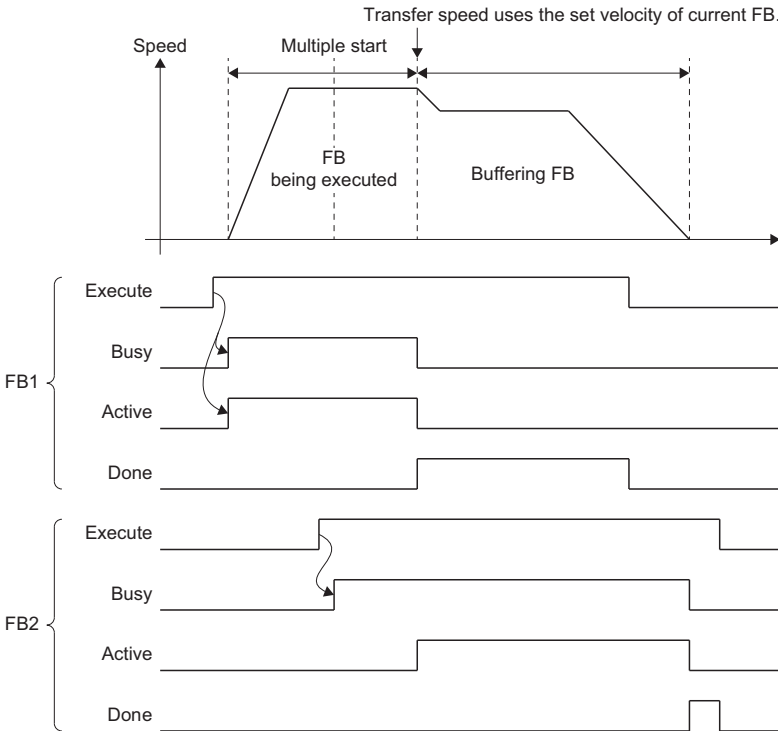 Transfer speed uses the set velocity of current FB.
Speed
Multiple start
FB
being executed
Buffering FB
FB1
Execute
Busy
Active
Done
FB2
Execute
Busy
Active
Done